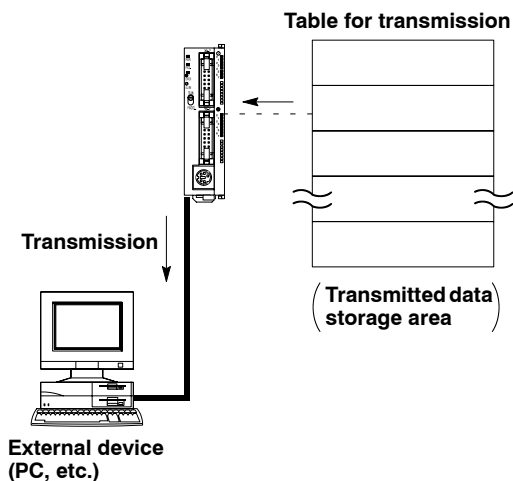 Table for transmission
Transmission
(Transmitted data
storage area)
External device
(PC, etc.)